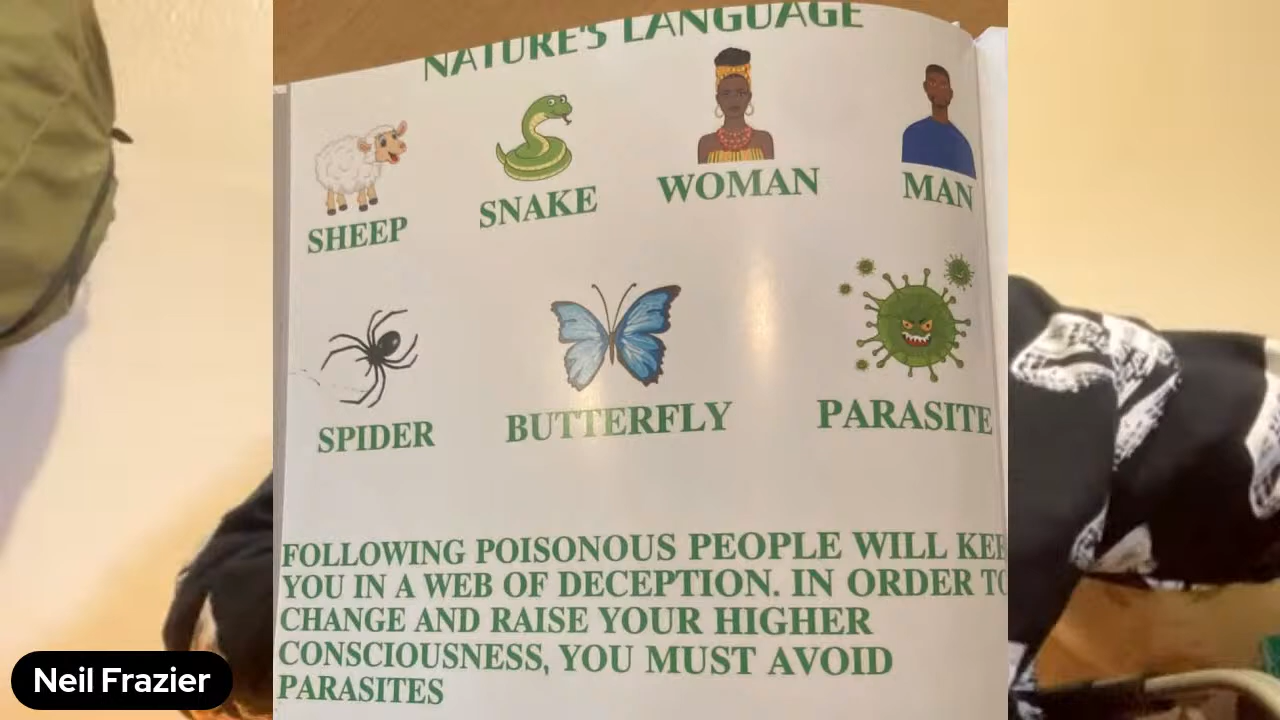 NATURE'S LANGUAGE
SHEEP
SNAKE
WOMAN
MAN
SPIDER
BUTTERFLY
PARASITE
FOLLOWING POISONOUS PEOPLE WILL
YOU IN A WEB OF DECEPTION. IN ORDER TO
CHANGE AND RAISE YOUR HIGHER
CONSCIOUSNESS, YOU MUST AVOID
PARASITES
Neil Frazier